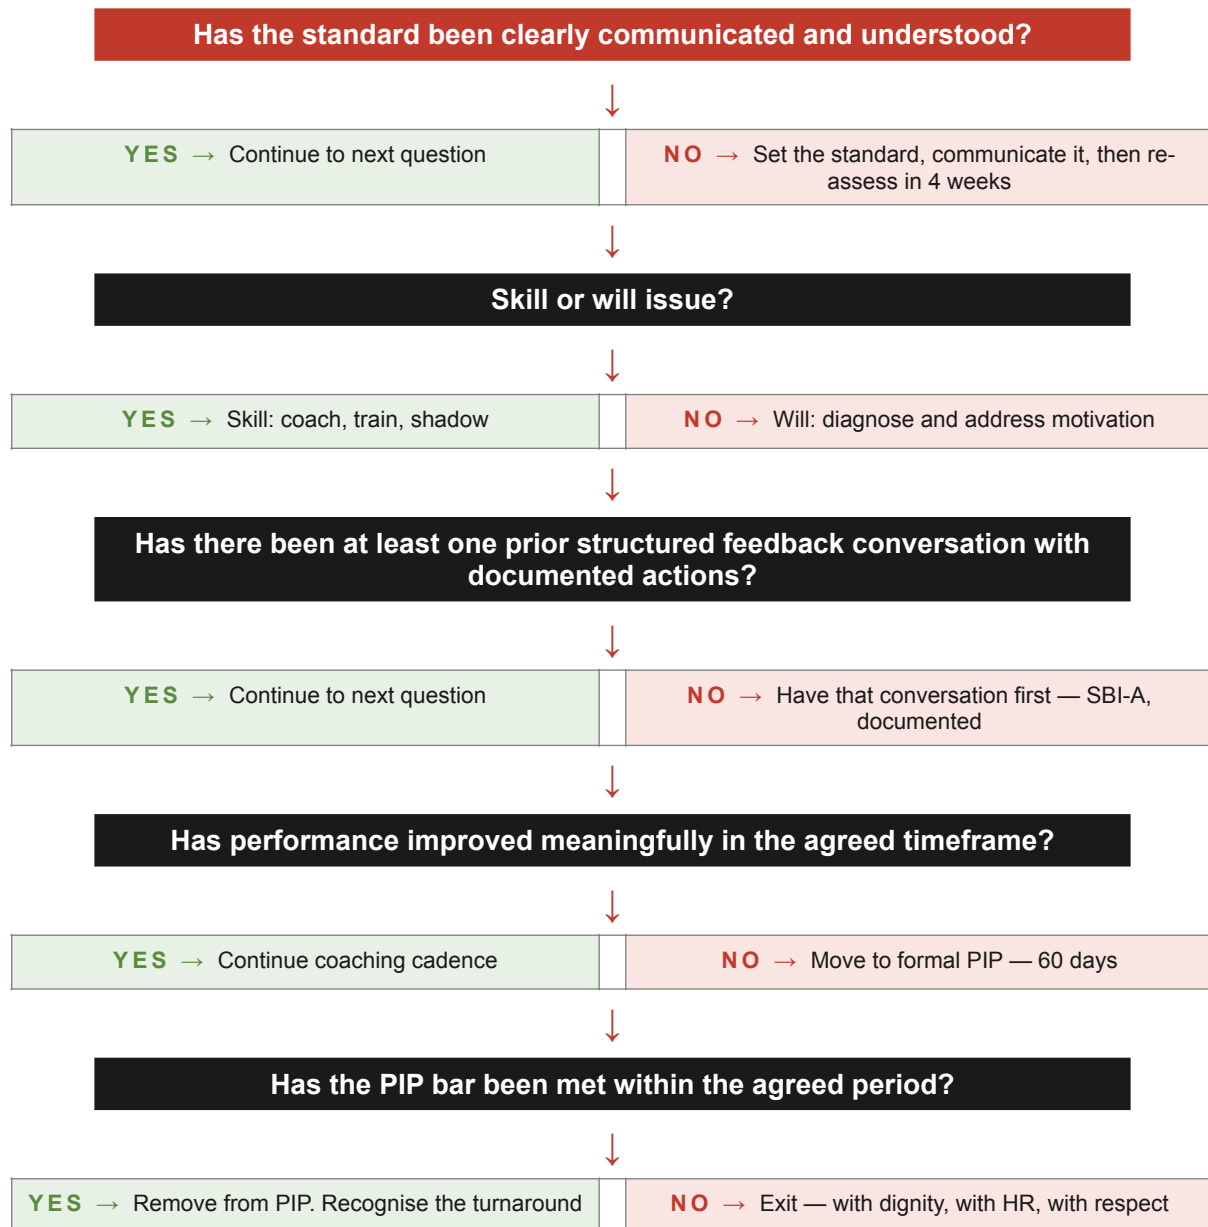 Has the standard been clearly communicated and understood?
↓
YES → Continue to next question
NO → Set the standard, communicate it, then re-
assess in 4 weeks
↓
Skill or will issue?
↓
YES → Skill: coach, train, shadow
NO → Will: diagnose and address motivation
↓
Has there been at least one prior structured feedback conversation with
documented actions?
↓
YES → Continue to next question
NO → Have that conversation first — SBI-A,
documented
↓
Has performance improved meaningfully in the agreed timeframe?
↓
YES → Continue coaching cadence
NO → Move to formal PIP — 60 days
↓
Has the PIP bar been met within the agreed period?
↓
YES → Remove from PIP. Recognise the turnaround
NO → Exit — with dignity, with HR, with respect